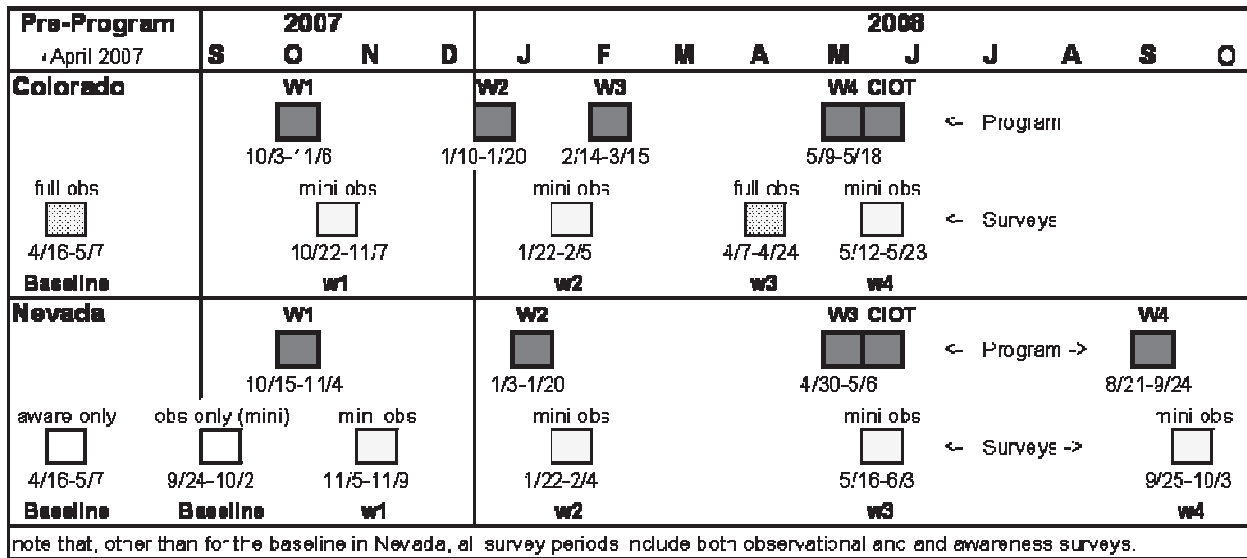 Pre-Program 2007 2008
April 2007 S O N D J F M A M J J A S O
Colorado W1 W2 W3 W4 CIOT
<- Program
10/3-11/6 1/10-1/20 2/14-3/15 5/9-5/18
full obs mini obs mini obs full obs mini obs
<- Surveys
4/16-5/7 10/22-11/7 1/22-2/5 4/7-4/24 5/12-5/23
Baseline w1 w2 w3 w4
Nevada W1 W2 W3 CIOT W4
<- Program ->
10/15-11/4 1/3-1/20 4/30-5/6 8/21-9/24
aware only obs only (mini) mini obs mini obs mini obs mini obs
<- Surveys ->
4/16-5/7 9/24-10/2 11/5-11/9 1/22-2/4 5/16-6/3 9/25-10/3
Baseline Baseline w1 w2 w3 w4
note that, other than for the baseline in Nevada, all survey periods include both observational and and awareness surveys.